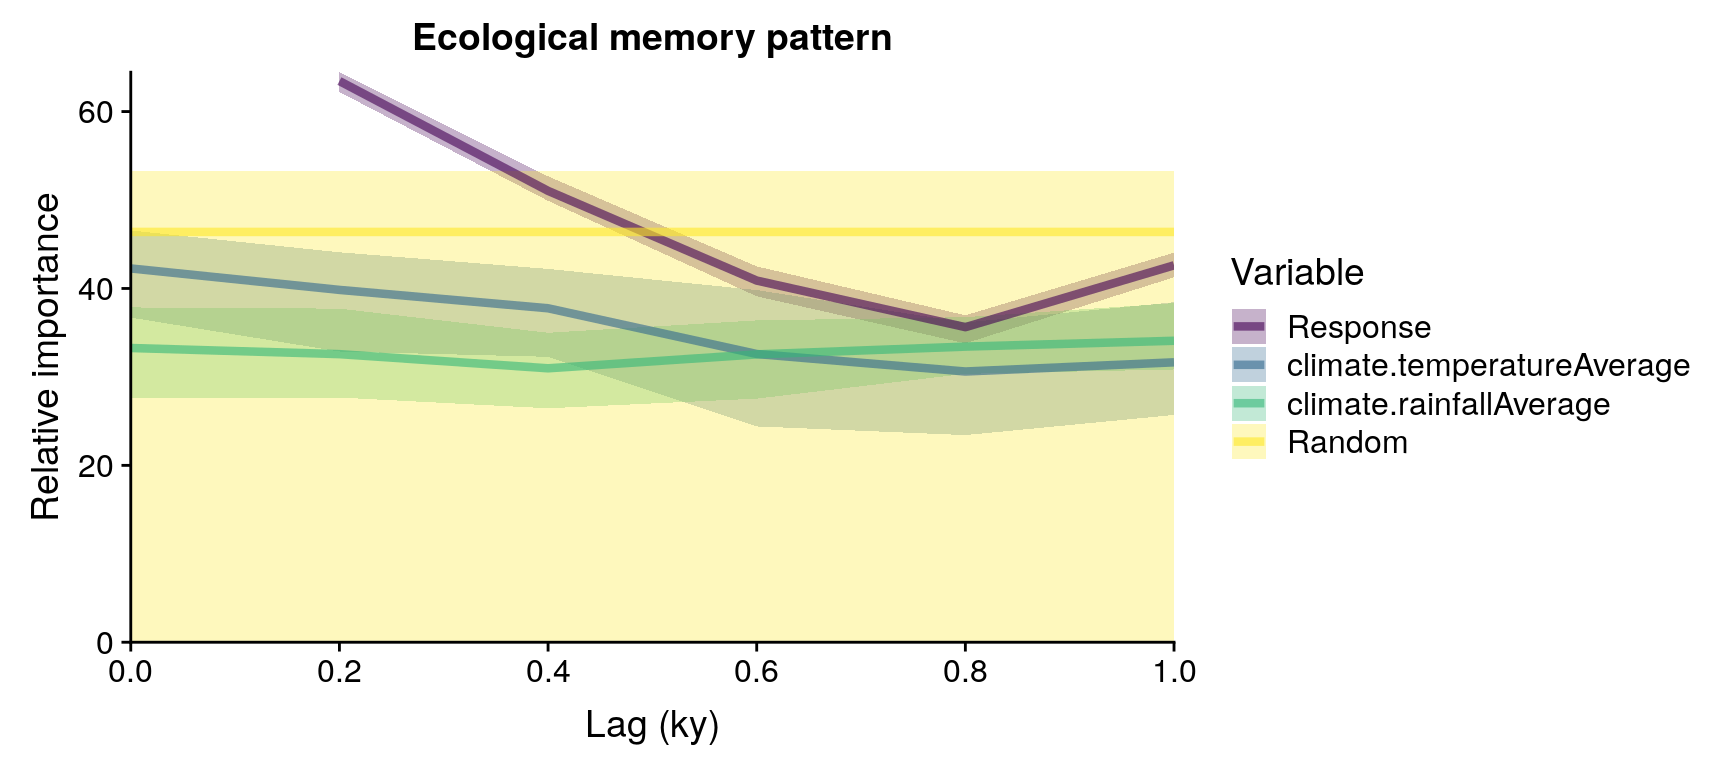 Ecological memory pattern
Relative importance
60
40
20
0
0.0 0.2 0.4 0.6 0.8 1.0
Lag (ky)
Variable
Response
climate.temperatureAverage
climate.rainfallAverage
Random